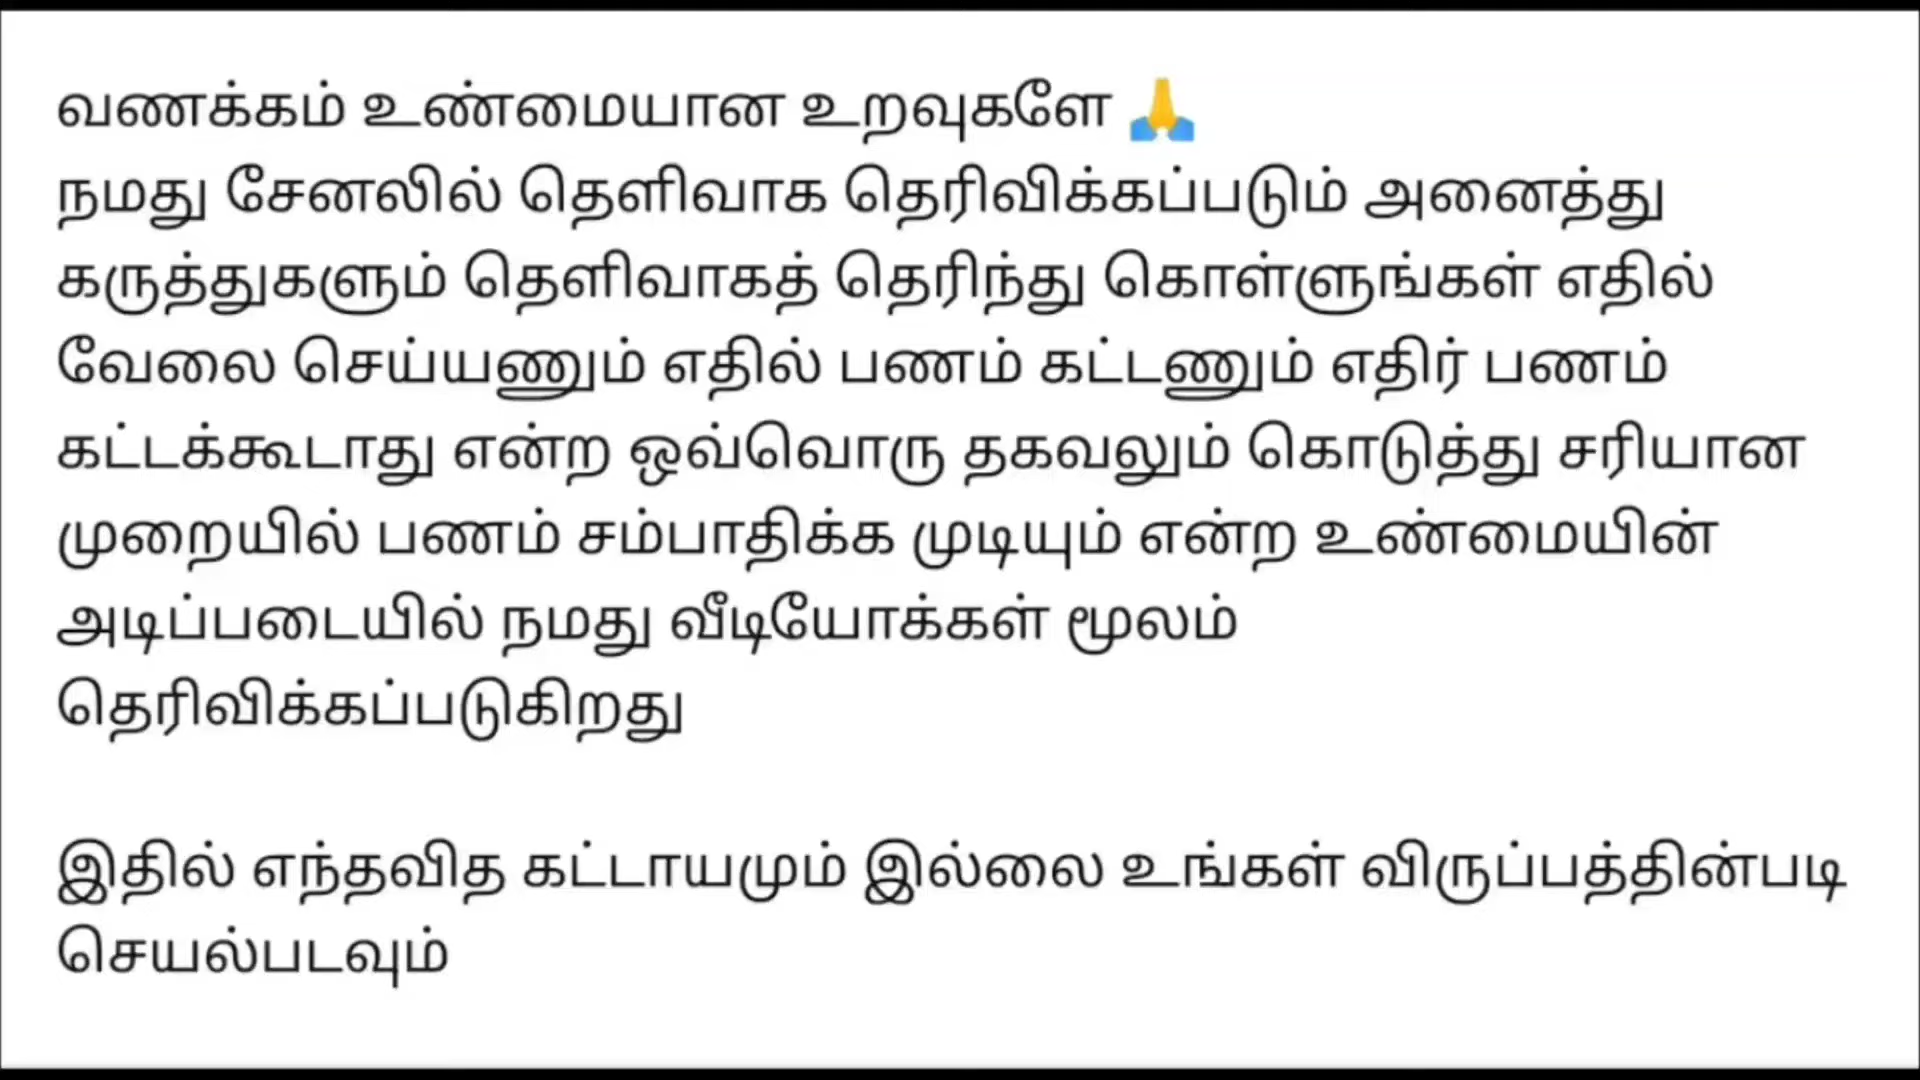 வணக்கம் உண்மையான உறவுகளே 🙏
நமது சேனலில் தெளிவாக தெரிவிக்கப்படும் அனைத்து
கருத்துகளும் தெளிவாகத் தெரிந்து கொள்ளுங்கள் எதில்
வேலை செய்யணும் எதில் பணம் கட்டணும் எதிர் பணம்
கட்டக்கூடாது என்ற ஒவ்வொரு தகவலும் கொடுத்து சரியான
முறையில் பணம் சம்பாதிக்க முடியும் என்ற உண்மையின்
அடிப்படையில் நமது வீடியோக்கள் மூலம்
தெரிவிக்கப்படுகிறது
இதில் எந்தவித கட்டாயமும் இல்லை உங்கள் விருப்பத்தின்படி
செயல்படவும்